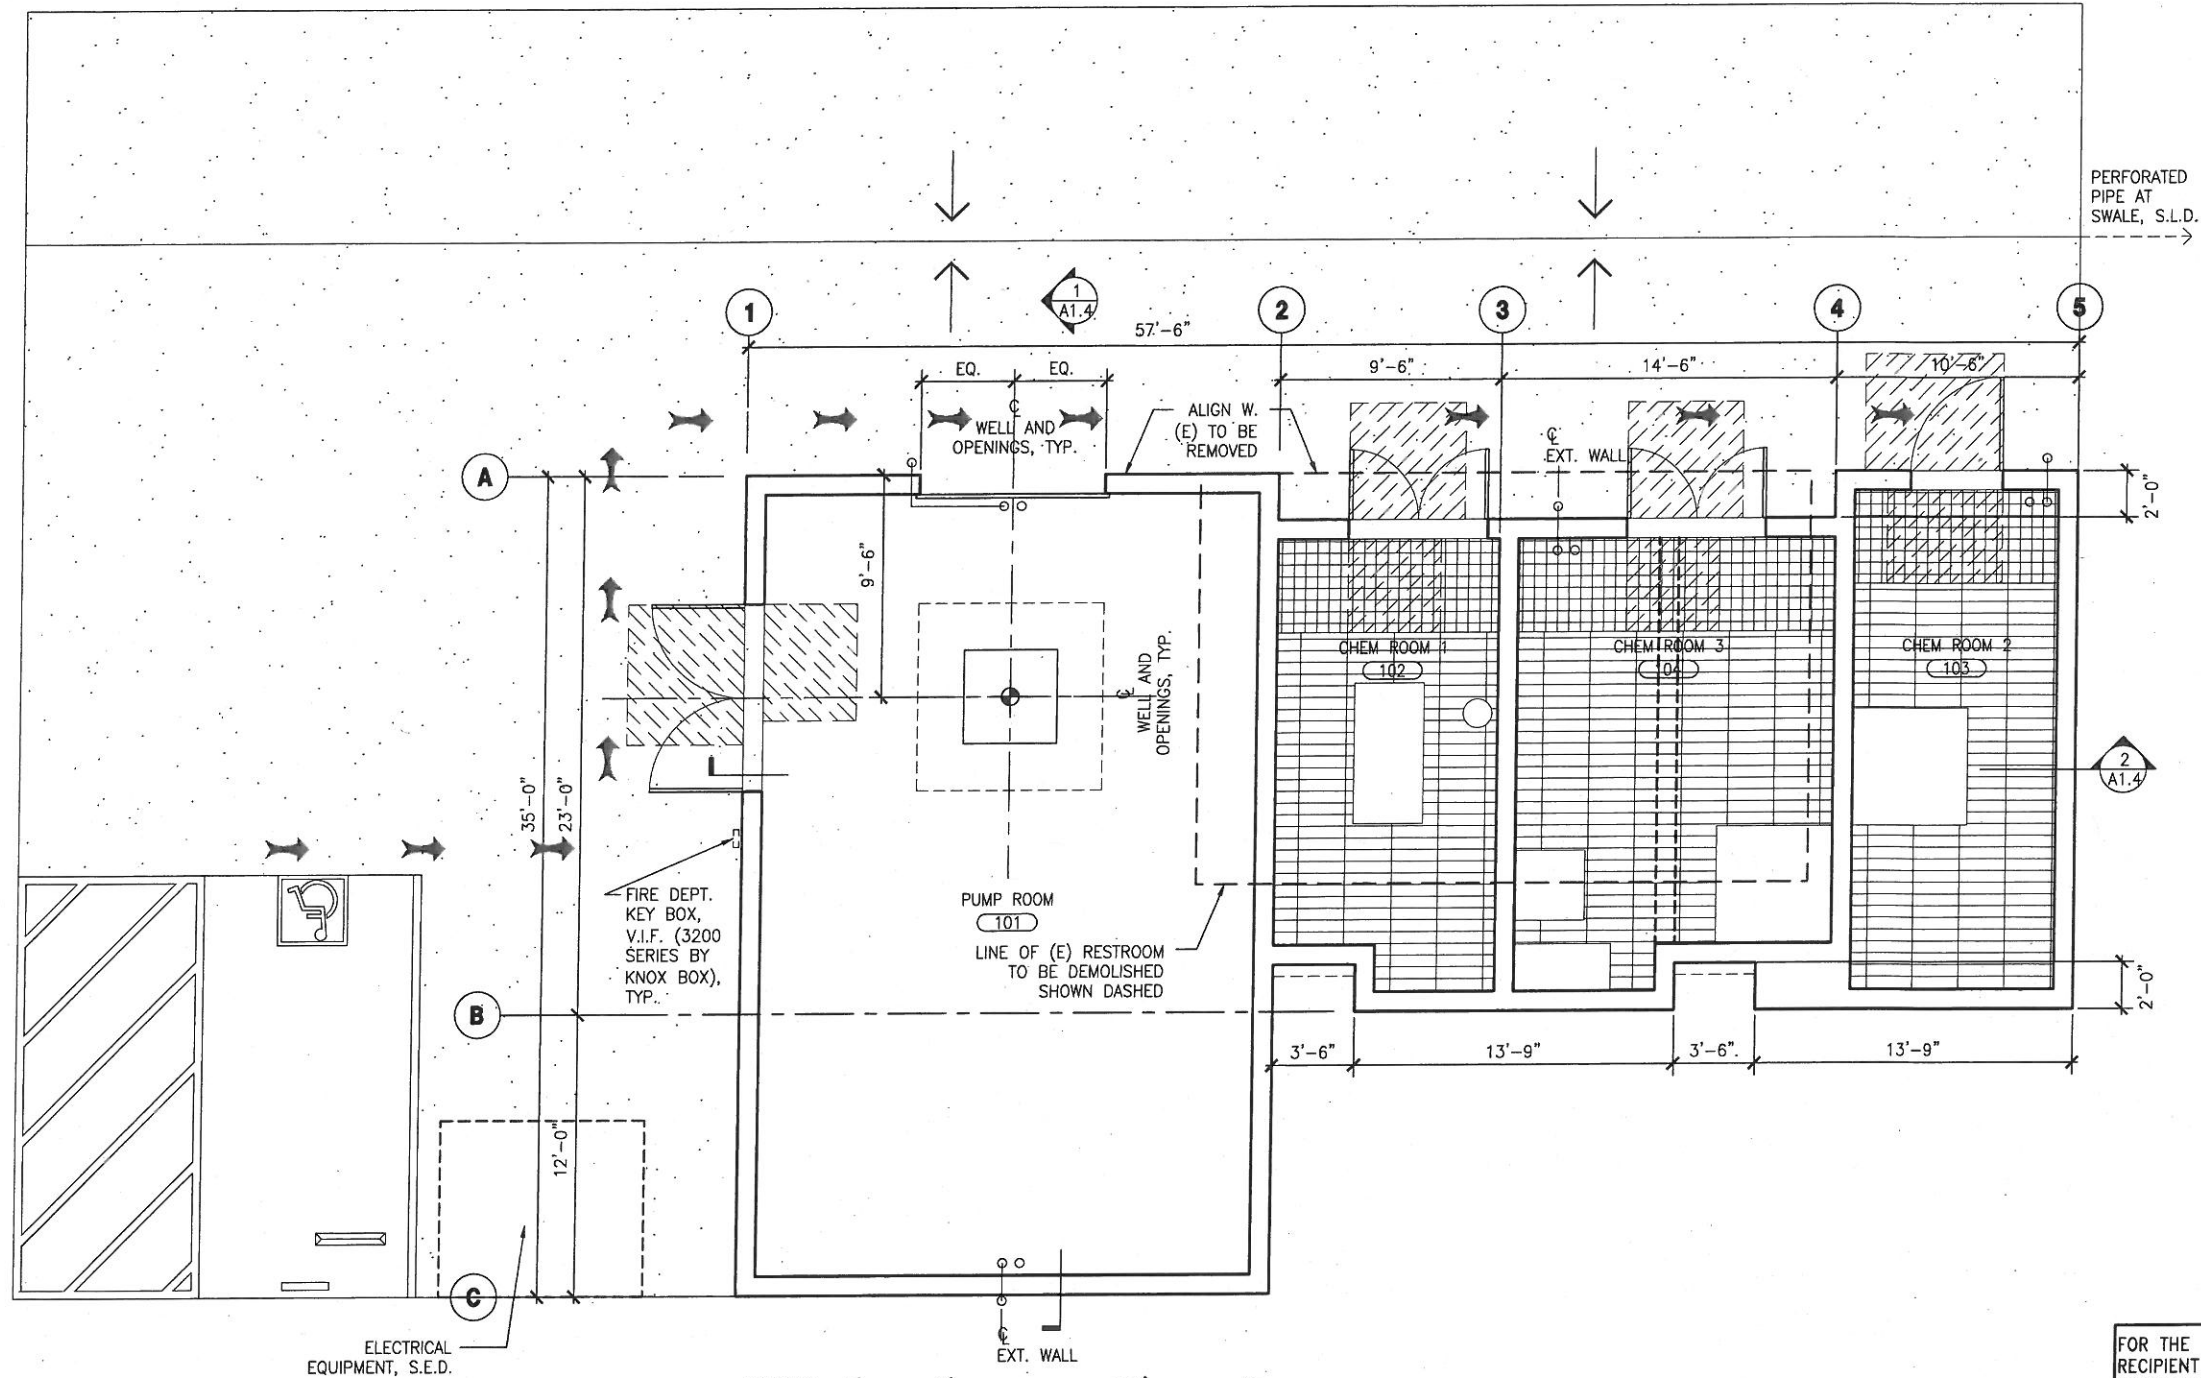 PERFORATED
PIPE AT
SWALE, S.L.D.
1
A1.4
1
2
3
4
5
57'-6"
EQ.
EQ.
9'-6"
14'-6"
10'-6"
℄
WELL AND
OPENINGS, TYP.
ALIGN W.
(E) TO BE
REMOVED
℄
EXT. WALL
A
2'-0"
9'-6"
℄
WELL AND
OPENINGS, TYP.
CHEM ROOM 1
102
CHEM ROOM 3
104
CHEM ROOM 2
103
2
A1.4
35'-0"
23'-0"
FIRE DEPT.
KEY BOX,
V.I.F. (3200
SERIES BY
KNOX BOX),
TYP.
PUMP ROOM
101
LINE OF (E) RESTROOM
TO BE DEMOLISHED
SHOWN DASHED
B
2'-0"
3'-6"
13'-9"
3'-6"
13'-9"
12'-0"
C
ELECTRICAL
EQUIPMENT, S.E.D.
℄
EXT. WALL
FOR THE
RECIPIENT